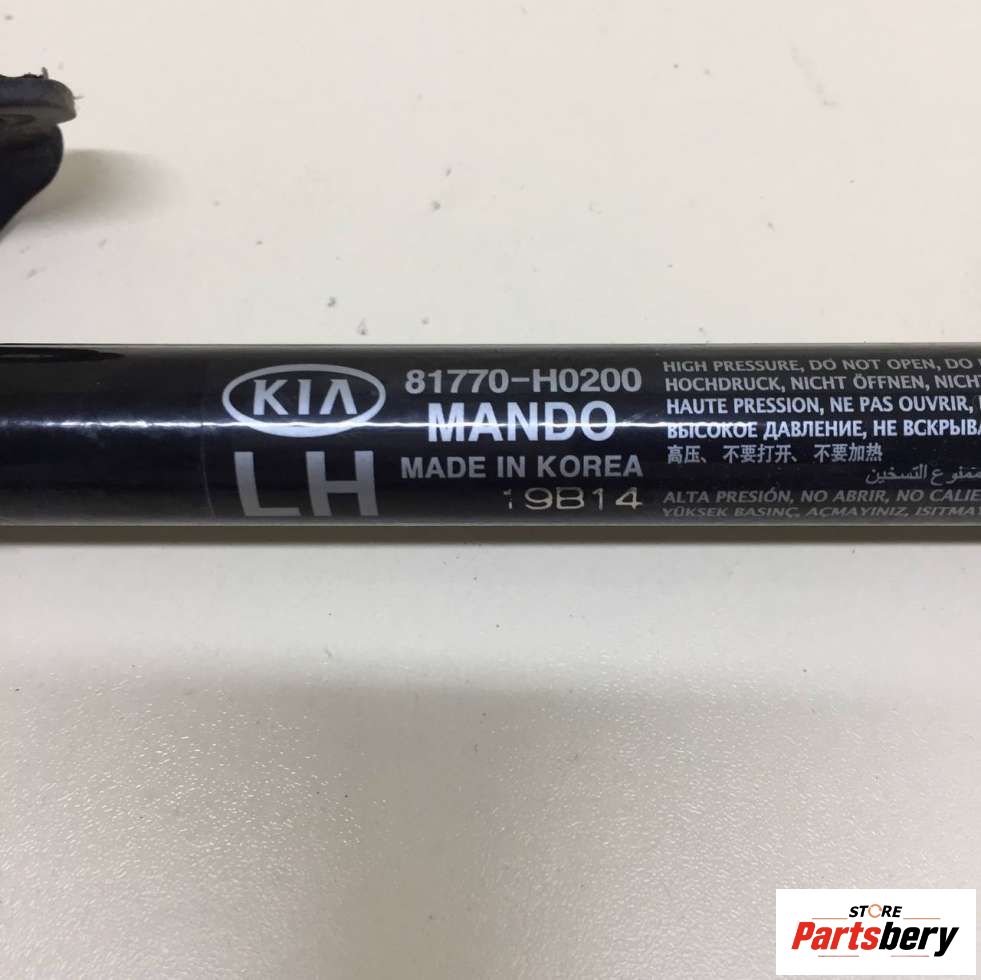 KIA
LH
81770-H0200
MANDO
MADE IN KOREA
19B14
HIGH PRESSURE, DO NOT OPEN, DO
HOCHDRUCK, NICHT ÖFFNEN, NICHT
HAUTE PRESSION, NE PAS OUVRIR,
ВЫСОКОЕ ДАВЛЕНИЕ, НЕ ВСКРЫВА
高压、不要打开、不要加热
ممنوع التسخين
ALTA PRESIÓN, NO ABRIR, NO CALIE
YÜKSEK BASINÇ, AÇMAYINIZ, ISITMAY
STORE
Partsbery